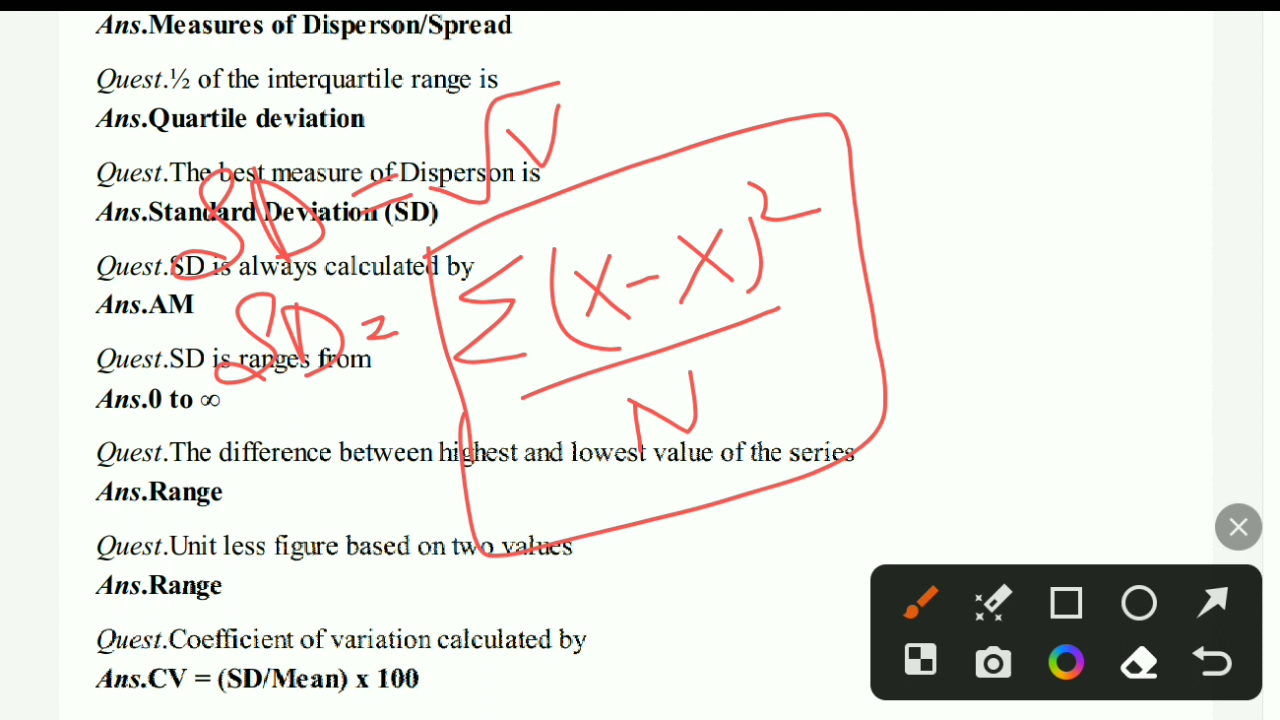 Ans.Measures of Disperson/Spread
Quest.½ of the interquartile range is
Ans.Quartile deviation
Quest.The best measure of Disperson is
Ans.Standard Deviation (SD)
SD = √V
Quest.SD is always calculated by
Ans.AM
SD = Σ(X-X)²
N
Quest.SD is ranges from
Ans.0 to ∞
Quest.The difference between highest and lowest value of the series
Ans.Range
Quest.Unit less figure based on two values
Ans.Range
Quest.Coefficient of variation calculated by
Ans.CV = (SD/Mean) x 100